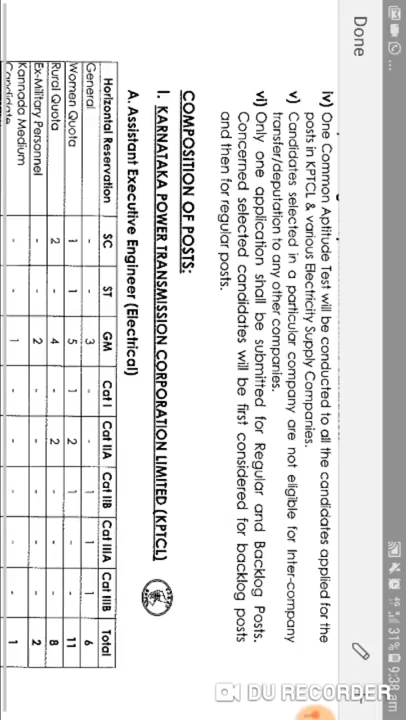 31% 9:38 am
Done
iv) One Common Aptitude Test will be conducted to all the candidates applied for the
posts in KPTCL & various Electricity Supply Companies.
v) Candidates selected in a particular company are not eligible for Inter-company
transfer/deputation to any other companies.
vi) Only one application shall be submitted for Regular and Backlog Posts.
Concerned selected candidates will be first considered for backlog posts
and then for regular posts.
COMPOSITION OF POSTS:
I. KARNATAKA POWER TRANSMISSION CORPORATION LIMITED (KPTCL)
A. Assistant Executive Engineer (Electrical)
Horizontal Reservation SC ST GM Cat I Cat IIA Cat IIB Cat IIIA Cat IIIB Total
General - - 3 - - 1 1 1 6
Women Quota 1 1 5 1 2 1 - - 11
Rural Quota 2 - 4 - 2 - - - 8
Ex-Military Personnel - - 2 - - - - - 2
Kannada Medium
Candidate - - 1 - - - - - 1
DU RECORDER